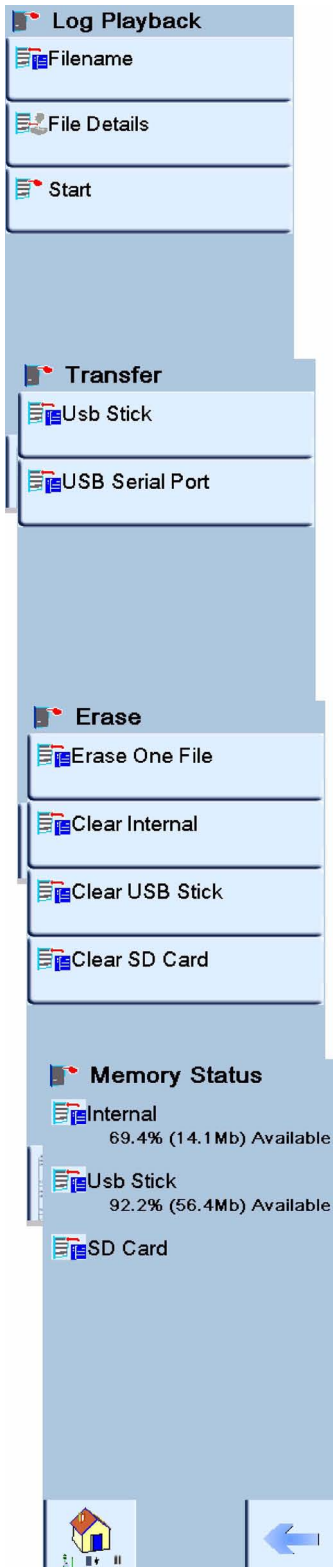 Log Playback
Filename
File Details
Start
Transfer
Usb Stick
USB Serial Port
Erase
Erase One File
Clear Internal
Clear USB Stick
Clear SD Card
Memory Status
Internal
69.4% (14.1Mb) Available
Usb Stick
92.2% (56.4Mb) Available
SD Card